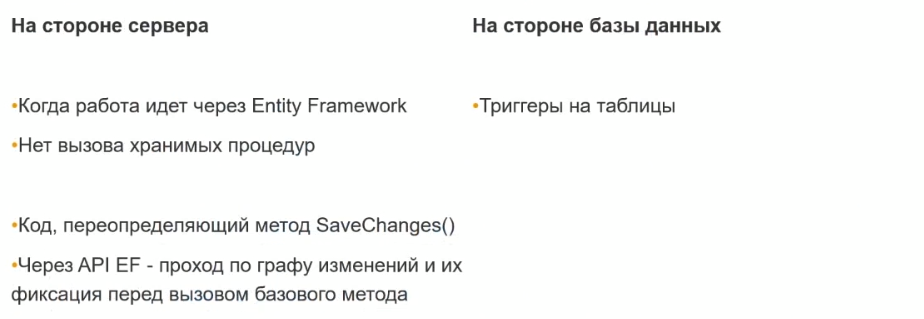 На стороне сервера
На стороне базы данных
•Когда работа идет через Entity Framework
•Триггеры на таблицы
•Нет вызова хранимых процедур
•Код, переопределяющий метод SaveChanges()
•Через API EF - проход по графу изменений и их
фиксация перед вызовом базового метода